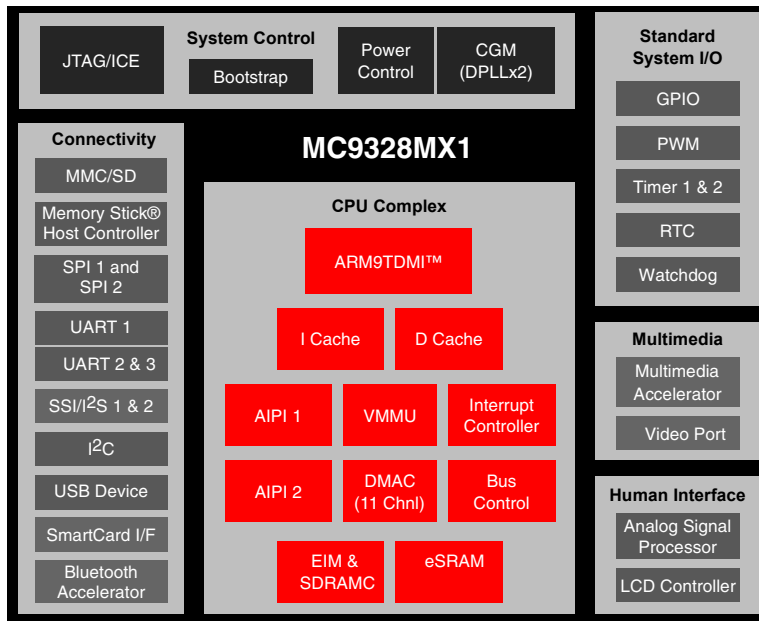 System Control
JTAG/ICE
Bootstrap
Power
Control
CGM
(DPLLx2)
Standard
System I/O
GPIO
PWM
Timer 1 & 2
RTC
Watchdog
Connectivity
MMC/SD
Memory Stick®
Host Controller
SPI 1 and
SPI 2
UART 1
UART 2 & 3
SSI/I2S 1 & 2
I2C
USB Device
SmartCard I/F
Bluetooth
Accelerator
MC9328MX1
CPU Complex
ARM9TDMI™
I Cache
D Cache
AIPI 1
VMMU
Interrupt
Controller
AIPI 2
DMAC
(11 Chnl)
Bus
Control
EIM &
SDRAMC
eSRAM
Multimedia
Multimedia
Accelerator
Video Port
Human Interface
Analog Signal
Processor
LCD Controller